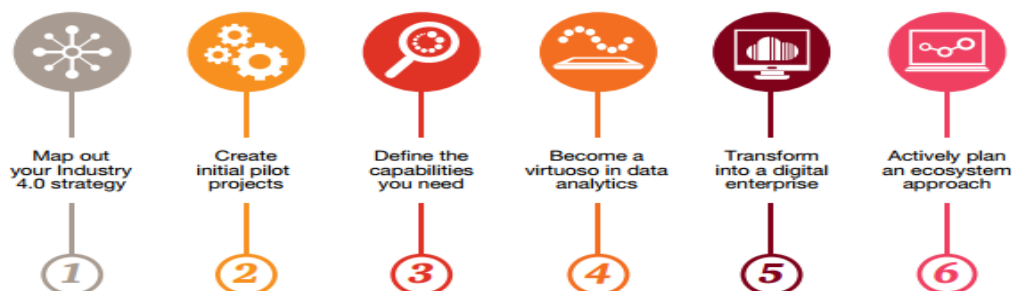 Map out
your Industry
4.0 strategy
1
Create
initial pilot
projects
2
Define the
capabilities
you need
3
Become a
virtuoso in data
analytics
4
Transform
into a digital
enterprise
5
Actively plan
an ecosystem
approach
6